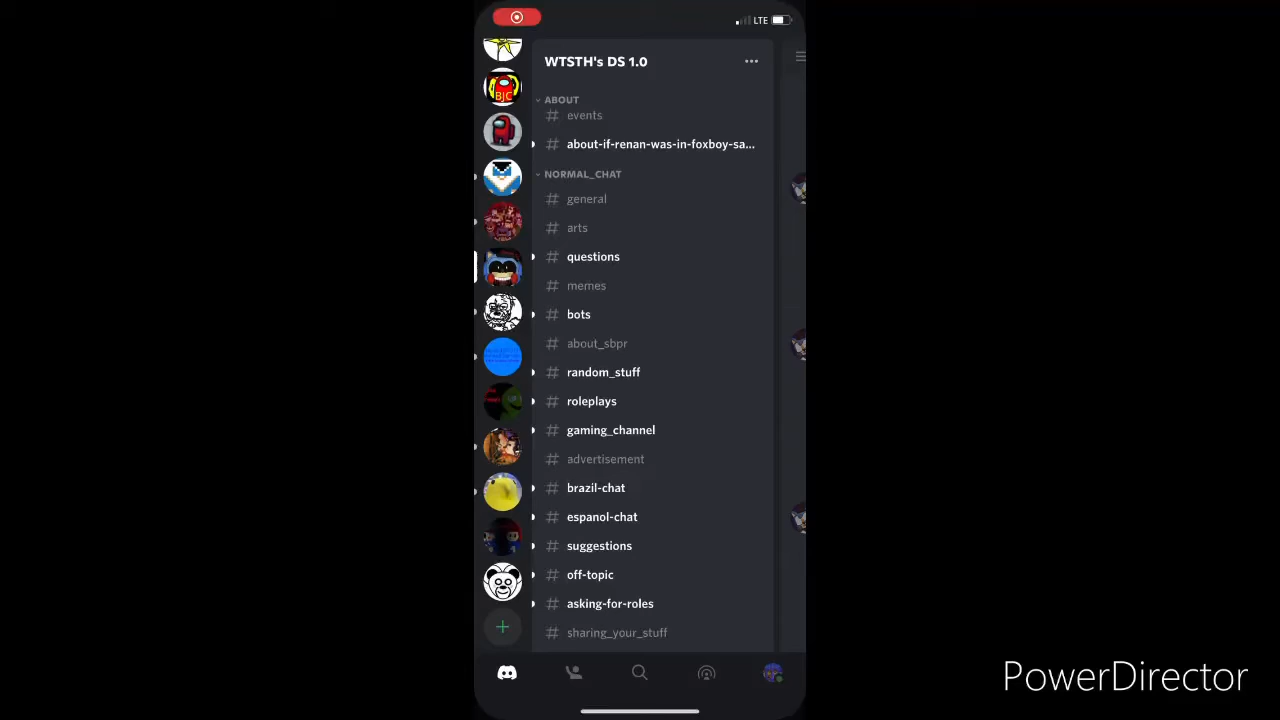 LTE
WTSTH's DS 1.0
ABOUT
# events
# about-if-renan-was-in-foxboy-sa...
NORMAL_CHAT
# general
# arts
# questions
# memes
# bots
# about_sbpr
# random_stuff
# roleplays
# gaming_channel
# advertisement
# brazil-chat
# espanol-chat
# suggestions
# off-topic
# asking-for-roles
# sharing_your_stuff
BJC
PowerDirector